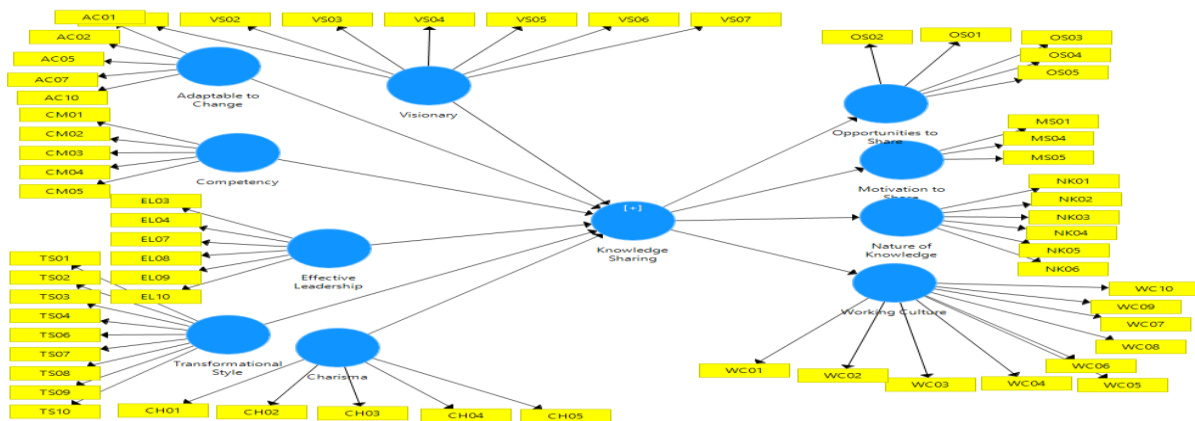 AC01
VS02
VS03
VS04
VS05
VS06
VS07
AC02
AC05
AC07
AC10
Adaptable to
Change
Visionary
OS02
OS01
OS03
OS04
OS05
Opportunities to
Share
CM01
CM02
CM03
CM04
CM05
Competency
MS01
MS04
MS05
Motivation to
Share
EL03
EL04
EL07
EL08
EL09
EL10
Effective
Leadership
[+]
Knowledge
Sharing
NK01
NK02
NK03
NK04
NK05
NK06
Nature of
Knowledge
TS01
TS02
TS03
TS04
TS06
TS07
TS08
TS09
TS10
Transformational
Style
Charisma
CH01
CH02
CH03
CH04
CH05
Working Culture
WC10
WC09
WC07
WC08
WC06
WC05
WC01
WC02
WC03
WC04